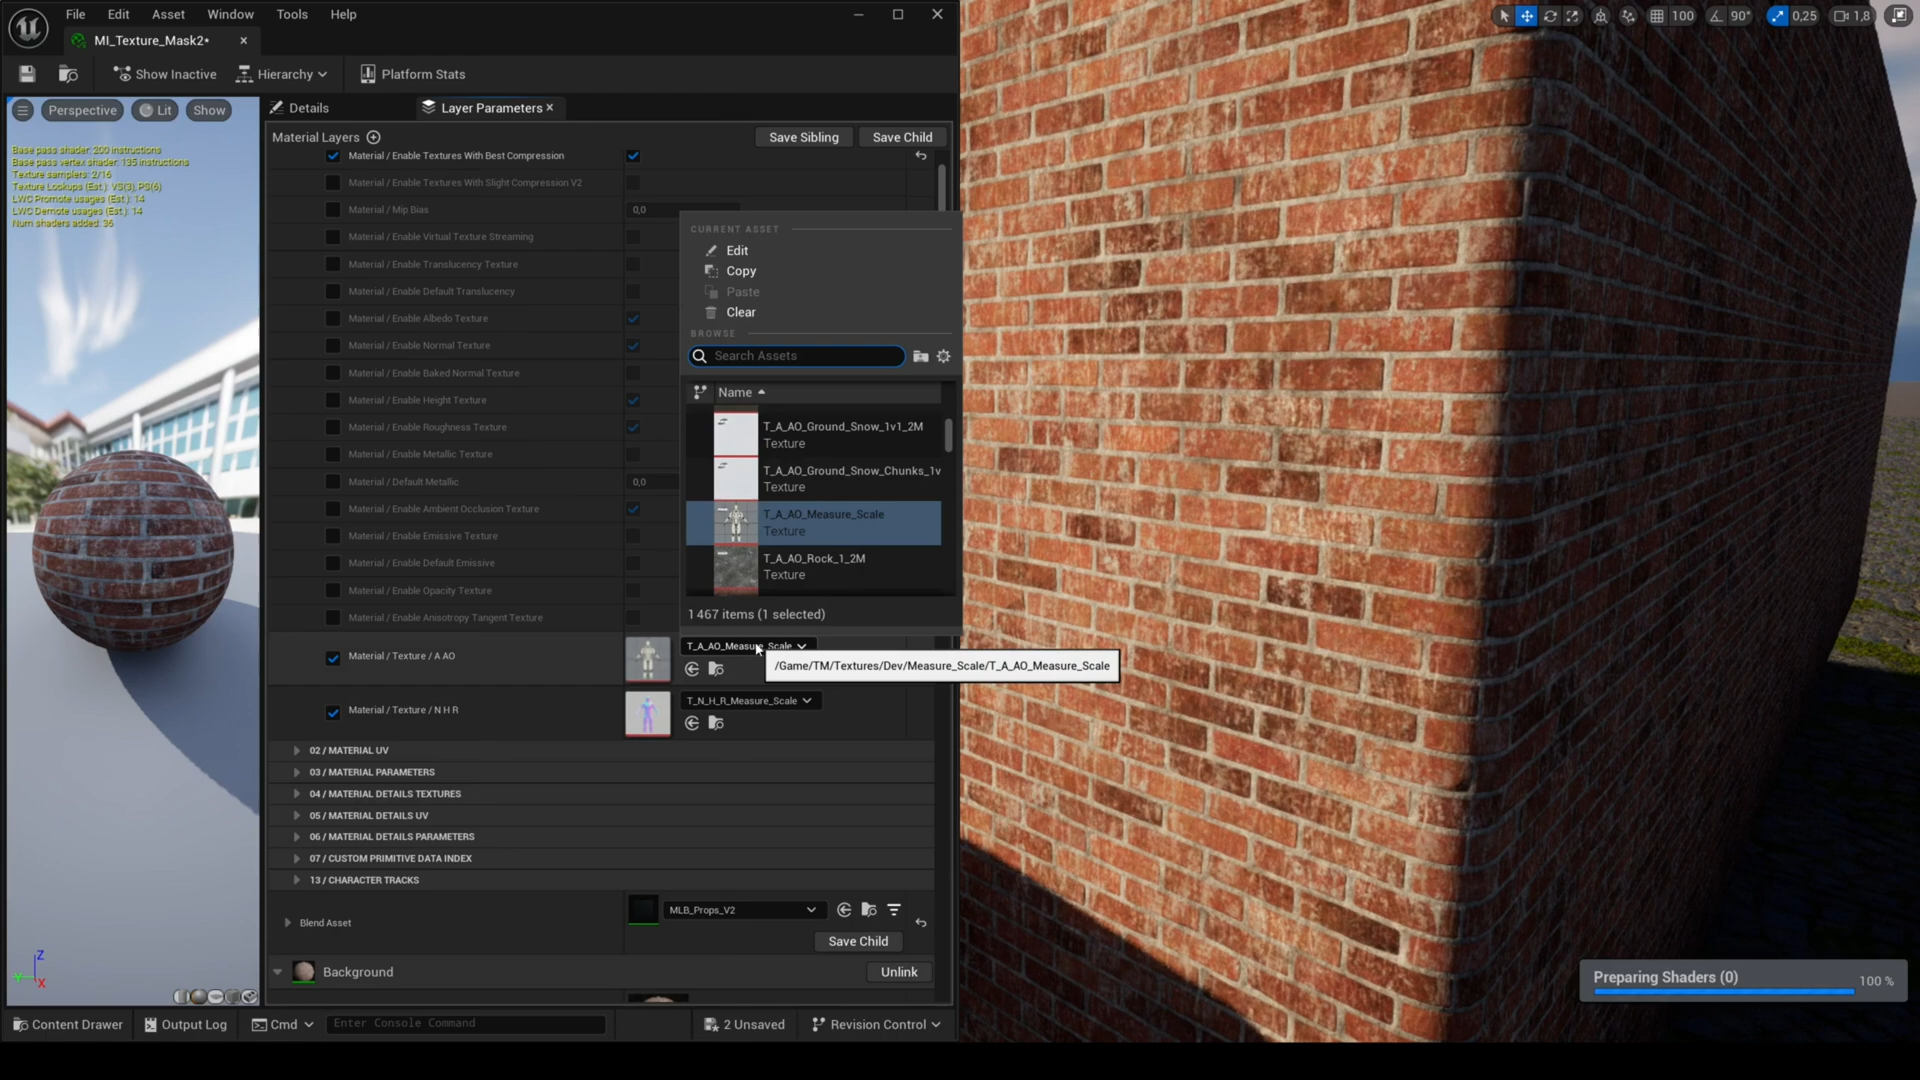 File Edit Asset Window Tools Help
MI_Texture_Mask2*
Show Inactive Hierarchy Platform Stats
100 90° 0,25 1,8
Perspective Lit Show
Details Layer Parameters
Base pass shader: 200 instructions
Base pass vertex shader: 135 instructions
Texture samplers: 2/16
Texture Lookups (Est.): VS(3), PS(6)
LWC Promote usages (Est.): 14
LWC Demote usages (Est.): 14
Num shaders added: 36
Material Layers Save Sibling Save Child
Material / Enable Textures With Best Compression
Material / Enable Textures With Slight Compression V2
Material / Mip Bias 0,0
Material / Enable Virtual Texture Streaming
Material / Enable Translucency Texture
Material / Enable Default Translucency
Material / Enable Albedo Texture
Material / Enable Normal Texture
Material / Enable Baked Normal Texture
Material / Enable Height Texture
Material / Enable Roughness Texture
Material / Enable Metallic Texture
Material / Default Metallic 0,0
Material / Enable Ambient Occlusion Texture
Material / Enable Emissive Texture
Material / Enable Default Emissive
Material / Enable Opacity Texture
Material / Enable Anisotropy Tangent Texture
CURRENT ASSET
Edit
Copy
Paste
Clear
BROWSE
Search Assets
Name
T_A_AO_Ground_Snow_1v1_2M
Texture
T_A_AO_Ground_Snow_Chunks_1v
Texture
T_A_AO_Measure_Scale
Texture
T_A_AO_Rock_1_2M
Texture
1 467 items (1 selected)
Material / Texture / A AO T_A_AO_Measure_Scale
/Game/TM/Textures/Dev/Measure_Scale/T_A_AO_Measure_Scale
Material / Texture / N H R T_N_H_R_Measure_Scale
02 / MATERIAL UV
03 / MATERIAL PARAMETERS
04 / MATERIAL DETAILS TEXTURES
05 / MATERIAL DETAILS UV
06 / MATERIAL DETAILS PARAMETERS
07 / CUSTOM PRIMITIVE DATA INDEX
13 / CHARACTER TRACKS
Blend Asset MLB_Props_V2
Save Child
Background Unlink
Z
Y
X
Preparing Shaders (0) 100 %
Content Drawer Output Log Cmd Enter Console Command 2 Unsaved Revision Control